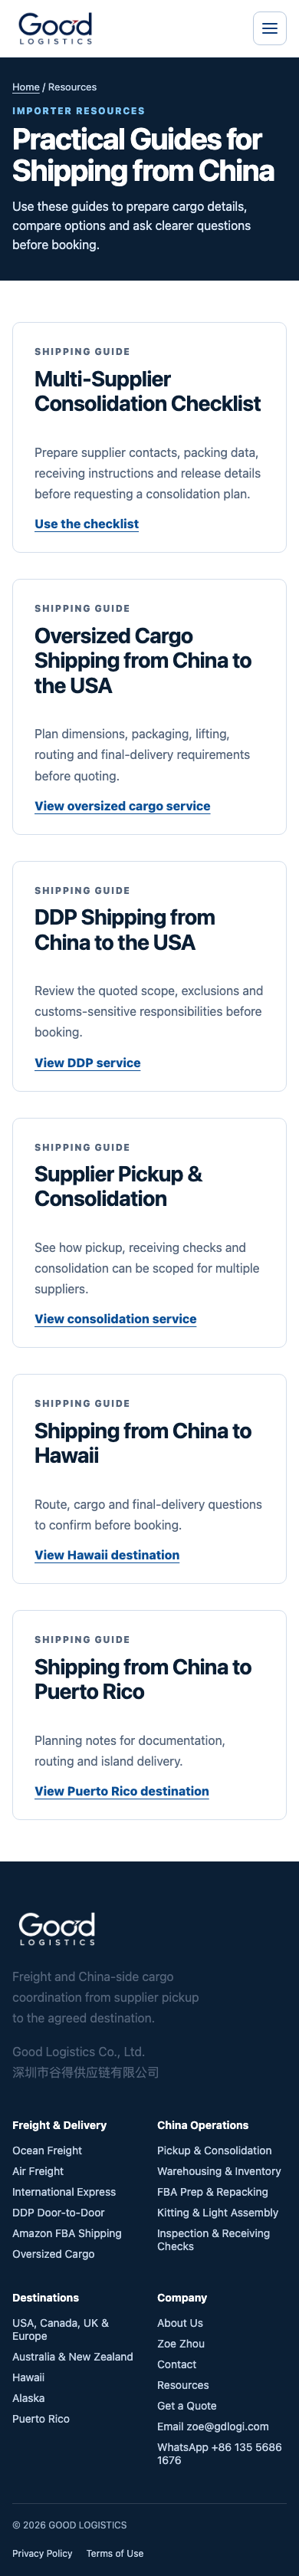 Good
LOGISTICS
Home / Resources
IMPORTER RESOURCES
Practical Guides for
Shipping from China
Use these guides to prepare cargo details,
compare options and ask clearer questions
before booking.
SHIPPING GUIDE
Multi-Supplier
Consolidation Checklist
Prepare supplier contacts, packing data,
receiving instructions and release details
before requesting a consolidation plan.
Use the checklist
SHIPPING GUIDE
Oversized Cargo
Shipping from China to
the USA
Plan dimensions, packaging, lifting,
routing and final-delivery requirements
before quoting.
View oversized cargo service
SHIPPING GUIDE
DDP Shipping from
China to the USA
Review the quoted scope, exclusions and
customs-sensitive responsibilities before
booking.
View DDP service
SHIPPING GUIDE
Supplier Pickup &
Consolidation
See how pickup, receiving checks and
consolidation can be scoped for multiple
suppliers.
View consolidation service
SHIPPING GUIDE
Shipping from China to
Hawaii
Route, cargo and final-delivery questions
to confirm before booking.
View Hawaii destination
SHIPPING GUIDE
Shipping from China to
Puerto Rico
Planning notes for documentation,
routing and island delivery.
View Puerto Rico destination
Good
LOGISTICS
Freight and China-side cargo
coordination from supplier pickup
to the agreed destination.
Good Logistics Co., Ltd.
深圳市谷得供应链有限公司
Freight & Delivery
Ocean Freight
Air Freight
International Express
DDP Door-to-Door
Amazon FBA Shipping
Oversized Cargo
China Operations
Pickup & Consolidation
Warehousing & Inventory
FBA Prep & Repacking
Kitting & Light Assembly
Inspection & Receiving
Checks
Destinations
USA, Canada, UK &
Europe
Australia & New Zealand
Hawaii
Alaska
Puerto Rico
Company
About Us
Zoe Zhou
Contact
Resources
Get a Quote
Email zoe@gdlogi.com
WhatsApp +86 135 5686
1676
© 2026 GOOD LOGISTICS
Privacy Policy Terms of Use